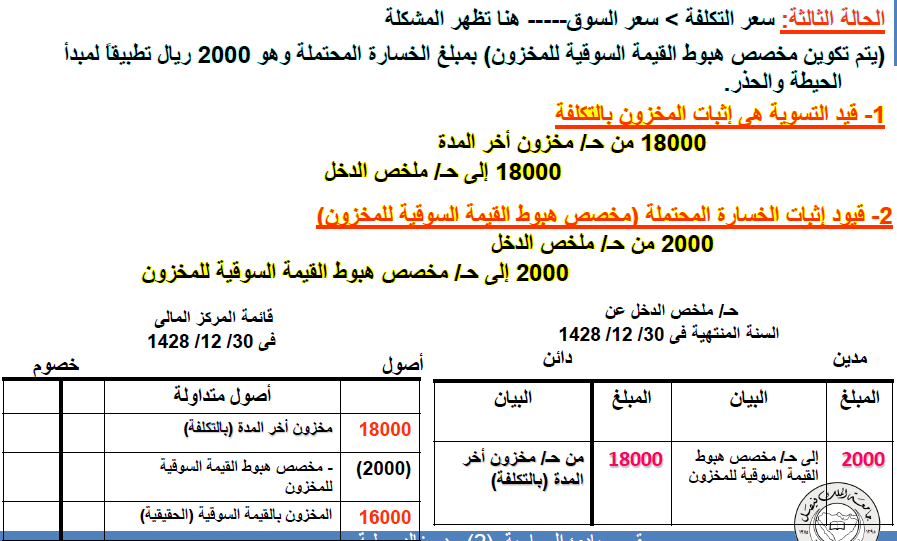 الحالة الثالثة: سعر التكلفة > سعر السوق----- هنا تظهر المشكلة
(يتم تكوين مخصص هبوط القيمة السوقية للمخزون) بمبلغ الخسارة المحتملة وهو 2000 ريال تطبيقاً لمبدأ
الحيطة والحذر.
1- قيد التسوية هى إثبات المخزون بالتكلفة
18000 من حـ/ مخزون أخر المدة
18000 إلى حـ/ ملخص الدخل
2- قيود إثبات الخسارة المحتملة (مخصص هبوط القيمة السوقية للمخزون)
2000 من حـ/ ملخص الدخل
2000 إلى حـ/ مخصص هبوط القيمة السوقية للمخزون
حـ/ ملخص الدخل عن
السنة المنتهية فى 30/ 12/ 1428
مدين دائن
المبلغ البيان المبلغ البيان
2000 إلى حـ/ مخصص هبوط 18000 من حـ/ مخزون أخر
القيمة السوقية للمخزون المدة (بالتكلفة)
قائمة المركز المالى
فى 30/ 12/ 1428
أصول خصوم
أصول متداولة
18000 مخزون أخر المدة (بالتكلفة)
(2000) - مخصص هبوط القيمة السوقية
للمخزون
16000 المخزون بالقيمة السوقية (الحقيقية)